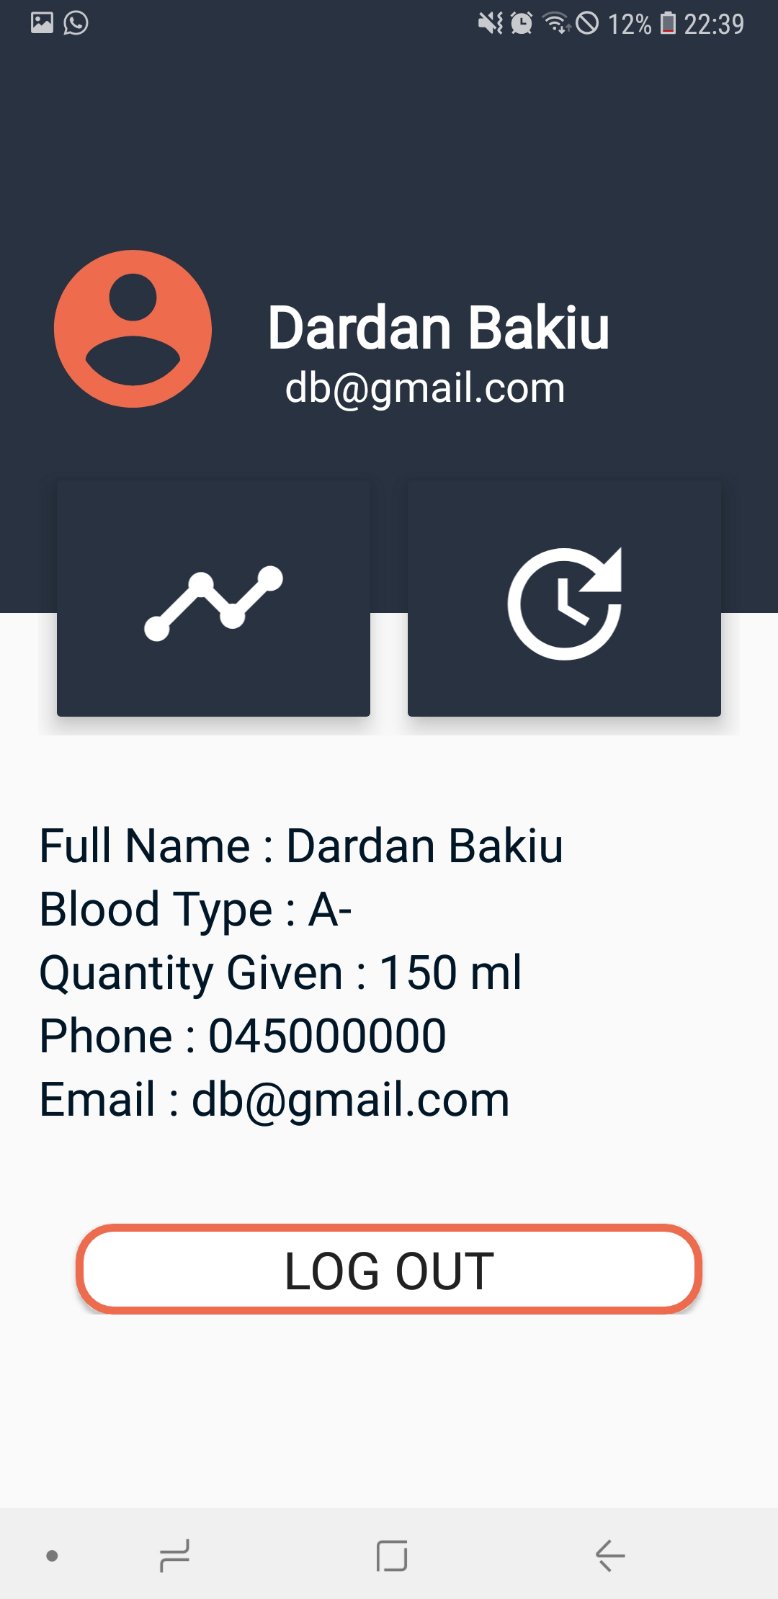 12% 22:39
Dardan Bakiu
db@gmail.com
Full Name : Dardan Bakiu
Blood Type : A-
Quantity Given : 150 ml
Phone : 045000000
Email : db@gmail.com
LOG OUT